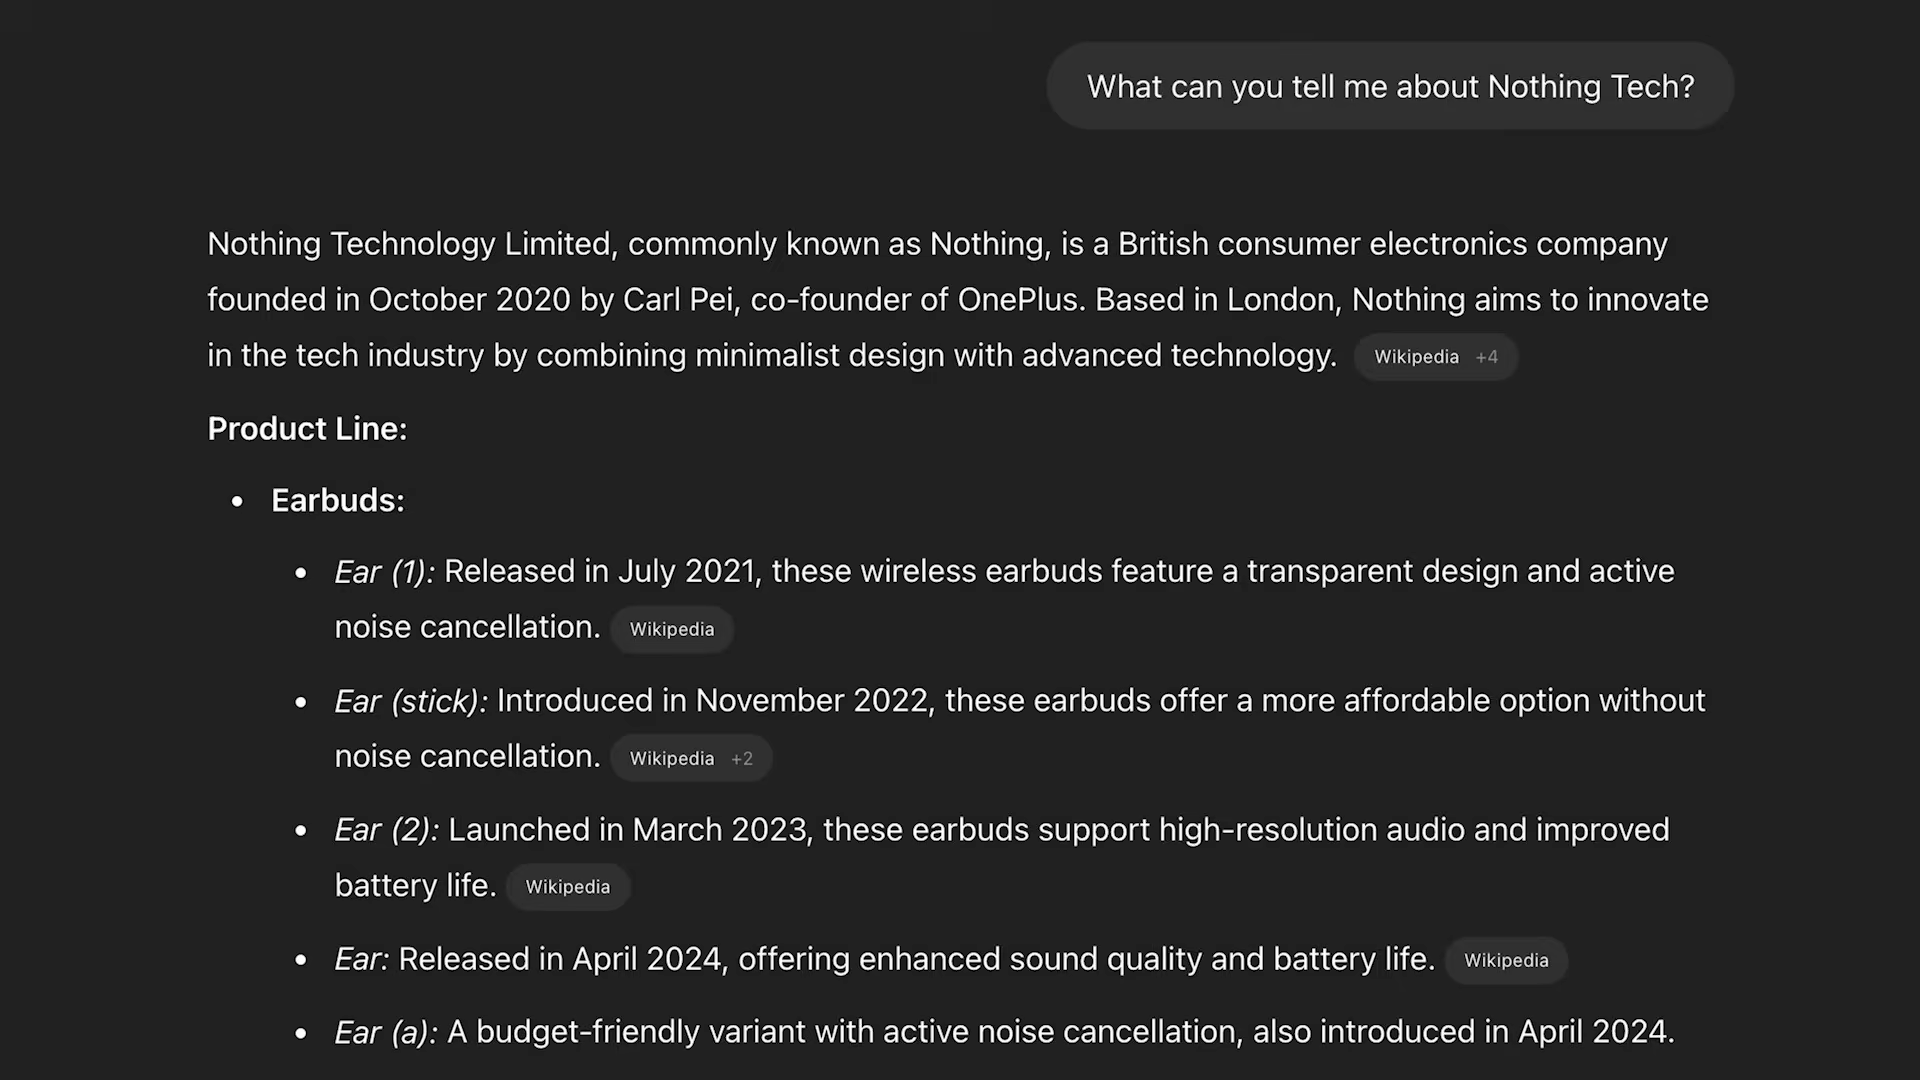 What can you tell me about Nothing Tech?
Nothing Technology Limited, commonly known as Nothing, is a British consumer electronics company
founded in October 2020 by Carl Pei, co-founder of OnePlus. Based in London, Nothing aims to innovate
in the tech industry by combining minimalist design with advanced technology. Wikipedia +4
Product Line:
• Earbuds:
• Ear (1): Released in July 2021, these wireless earbuds feature a transparent design and active
noise cancellation. Wikipedia
• Ear (stick): Introduced in November 2022, these earbuds offer a more affordable option without
noise cancellation. Wikipedia +2
• Ear (2): Launched in March 2023, these earbuds support high-resolution audio and improved
battery life. Wikipedia
• Ear: Released in April 2024, offering enhanced sound quality and battery life. Wikipedia
• Ear (a): A budget-friendly variant with active noise cancellation, also introduced in April 2024.